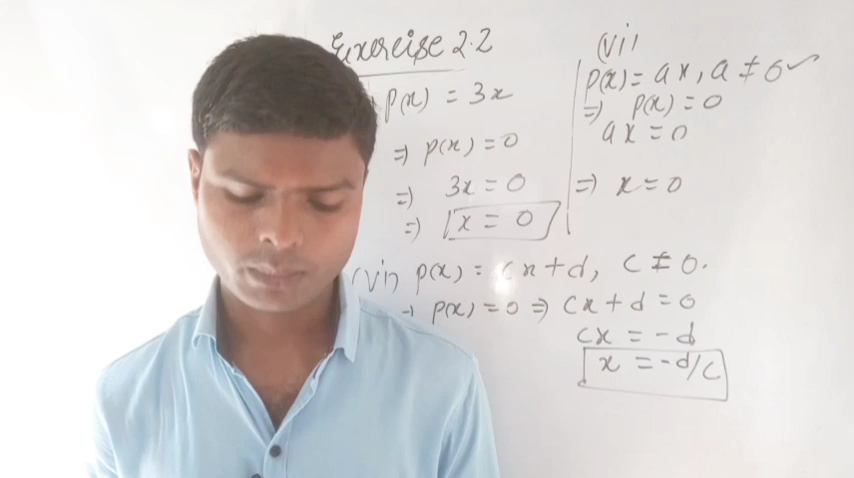 Exercise 2.2
p(x) = 3x
⇒ p(x) = 0
⇒ 3x = 0
⇒ x = 0
(vi)
p(x) = ax, a ≠ 0 ✓
⇒ p(x) = 0
ax = 0
⇒ x = 0
(vii) p(x) = cx + d, c ≠ 0.
⇒ p(x) = 0 ⇒ cx + d = 0
cx = -d
x = -d/c